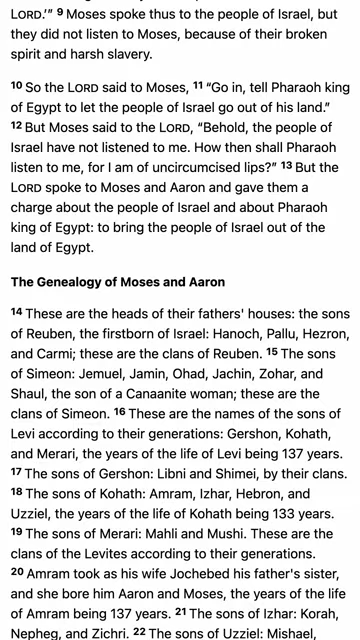 LORD.’” 9 Moses spoke thus to the people of Israel, but
they did not listen to Moses, because of their broken
spirit and harsh slavery.
10 So the LORD said to Moses, 11 “Go in, tell Pharaoh king
of Egypt to let the people of Israel go out of his land.”
12 But Moses said to the LORD, “Behold, the people of
Israel have not listened to me. How then shall Pharaoh
listen to me, for I am of uncircumcised lips?” 13 But the
LORD spoke to Moses and Aaron and gave them a
charge about the people of Israel and about Pharaoh
king of Egypt: to bring the people of Israel out of the
land of Egypt.
The Genealogy of Moses and Aaron
14 These are the heads of their fathers' houses: the sons
of Reuben, the firstborn of Israel: Hanoch, Pallu, Hezron,
and Carmi; these are the clans of Reuben. 15 The sons
of Simeon: Jemuel, Jamin, Ohad, Jachin, Zohar, and
Shaul, the son of a Canaanite woman; these are the
clans of Simeon. 16 These are the names of the sons of
Levi according to their generations: Gershon, Kohath,
and Merari, the years of the life of Levi being 137 years.
17 The sons of Gershon: Libni and Shimei, by their clans.
18 The sons of Kohath: Amram, Izhar, Hebron, and
Uzziel, the years of the life of Kohath being 133 years.
19 The sons of Merari: Mahli and Mushi. These are the
clans of the Levites according to their generations.
20 Amram took as his wife Jochebed his father's sister,
and she bore him Aaron and Moses, the years of the life
of Amram being 137 years. 21 The sons of Izhar: Korah,
Nepheg, and Zichri. 22 The sons of Uzziel: Mishael,